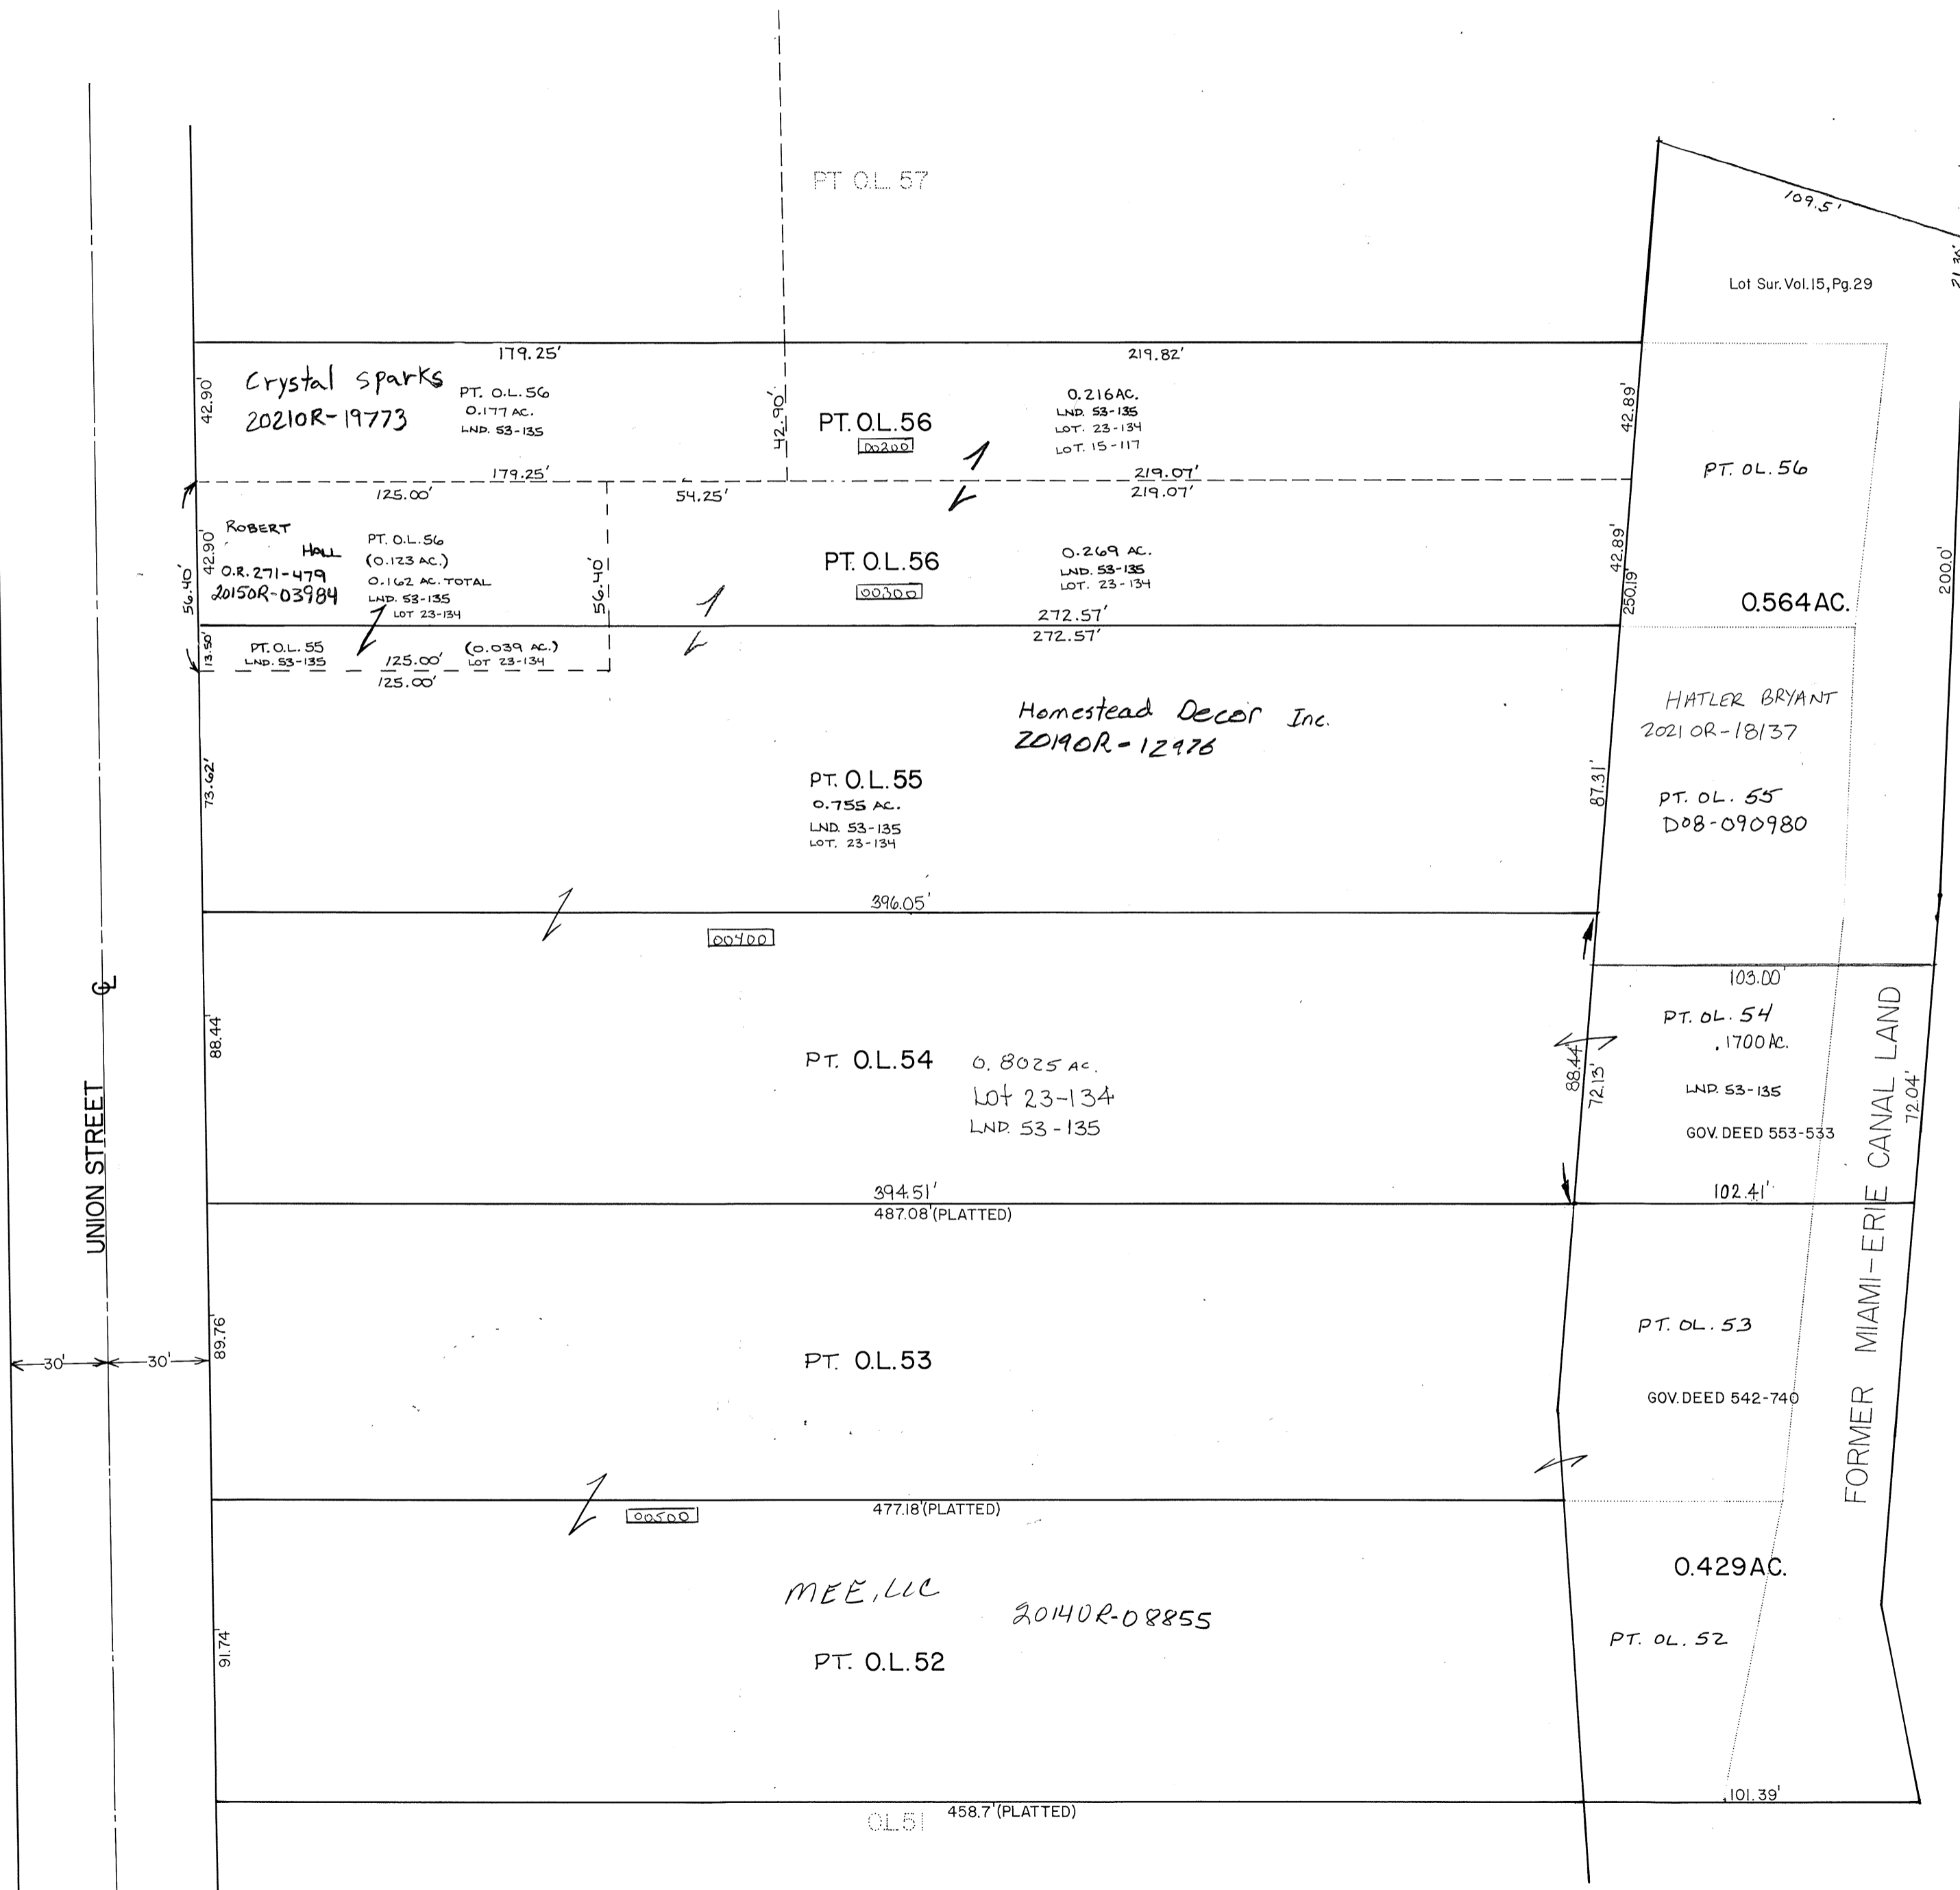 PT O.L. 57
109.5'
21.36'
Lot Sur. Vol.15, Pg.29
179.25'
219.82'
42.90'
Crystal Sparks
2021OR-19773
PT. O.L. 56
0.177 AC.
LND. 53-135
42.90'
PT. O.L.56
00200
0.216 AC.
LND. 53-135
LOT. 23-134
LOT. 15-117
42.89'
PT. OL. 56
179.25'
219.07'
125.00'
54.25'
219.07'
56.40'
42.90'
ROBERT
HALL
O.R. 271-479
2015OR-03984
PT. O.L.56
(0.123 AC.)
0.162 AC. TOTAL
LND. 53-135
LOT 23-134
56.40'
PT. O.L.56
00300
0.269 AC.
LND. 53-135
LOT. 23-134
42.89'
250.19'
0.564 AC.
200.0'
272.57'
272.57'
13.50'
PT. O.L. 55
LND. 53-135
125.00'
(0.039 AC.)
LOT 23-134
125.00'
Homestead Decor Inc.
2019OR-12976
HATLER BRYANT
2021 OR-18137
73.62'
PT. O.L.55
0.755 AC.
LND. 53-135
LOT. 23-134
87.31'
PT. OL. 55
D08-090980
396.05'
00400
103.00'
88.44'
PT. O.L.54
0.8025 AC.
Lot 23-134
LND. 53-135
88.44'
72.13'
PT. OL. 54
.1700 AC.
LND. 53-135
GOV. DEED 553-533
72.04'
FORMER MIAMI-ERIE CANAL LAND
UNION STREET
394.51'
487.08'(PLATTED)
102.41'
89.76'
30'
30'
PT. O.L.53
PT. OL. 53
GOV. DEED 542-740
477.18'(PLATTED)
00500
0.429 AC.
MEE, LLC
2014OR-08855
91.74'
PT. O.L.52
PT. OL. 52
101.39'
458.7'(PLATTED)
OL51